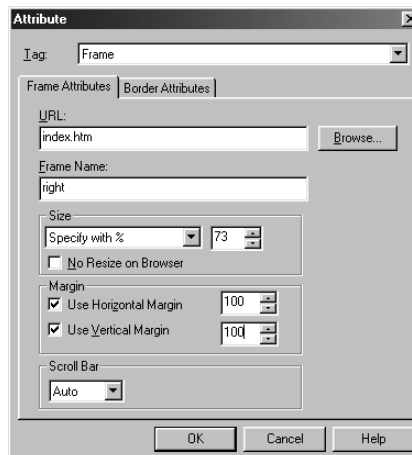 Attribute
Tag: Frame
Frame Attributes Border Attributes
URL:
index.htm Browse...
Frame Name:
right
Size
Specify with % 73
No Resize on Browser
Margin
Use Horizontal Margin 100
Use Vertical Margin 100
Scroll Bar
Auto
OK Cancel Help